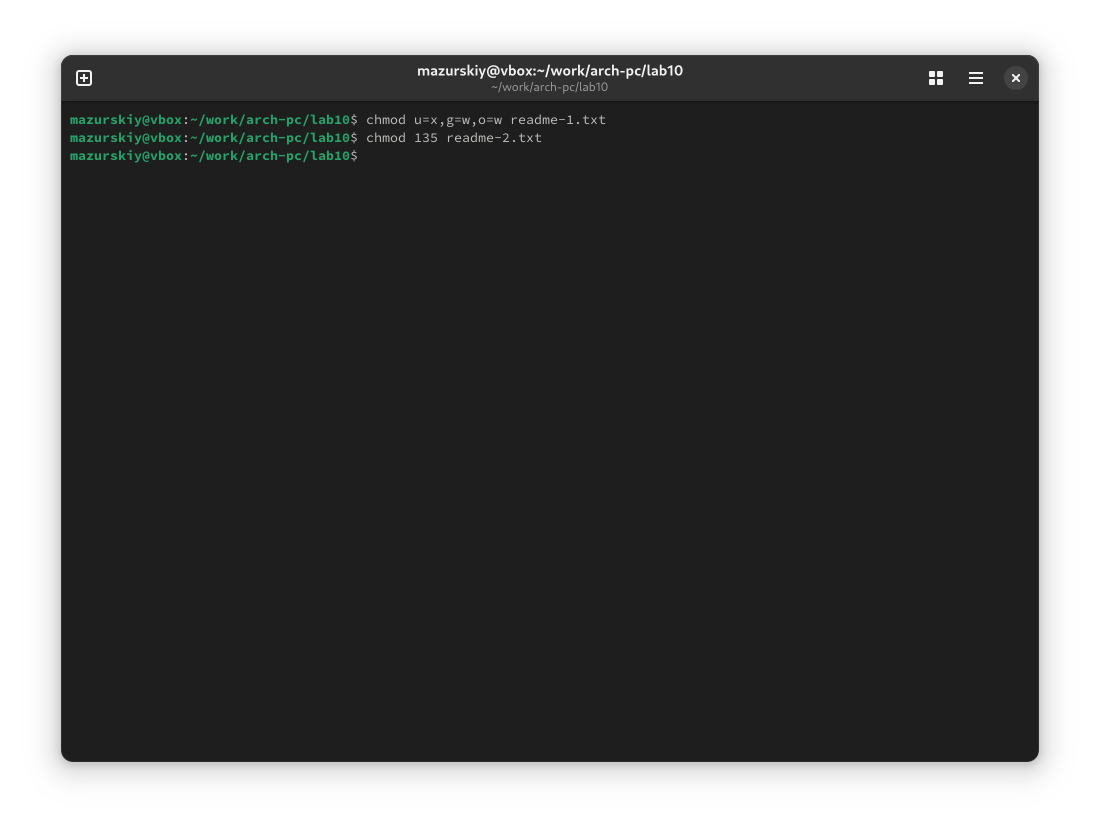 mazurskiy@vbox:~/work/arch-pc/lab10
~/work/arch-pc/lab10
mazurskiy@vbox:~/work/arch-pc/lab10$ chmod u=x,g=w,o=w readme-1.txt
mazurskiy@vbox:~/work/arch-pc/lab10$ chmod 135 readme-2.txt
mazurskiy@vbox:~/work/arch-pc/lab10$